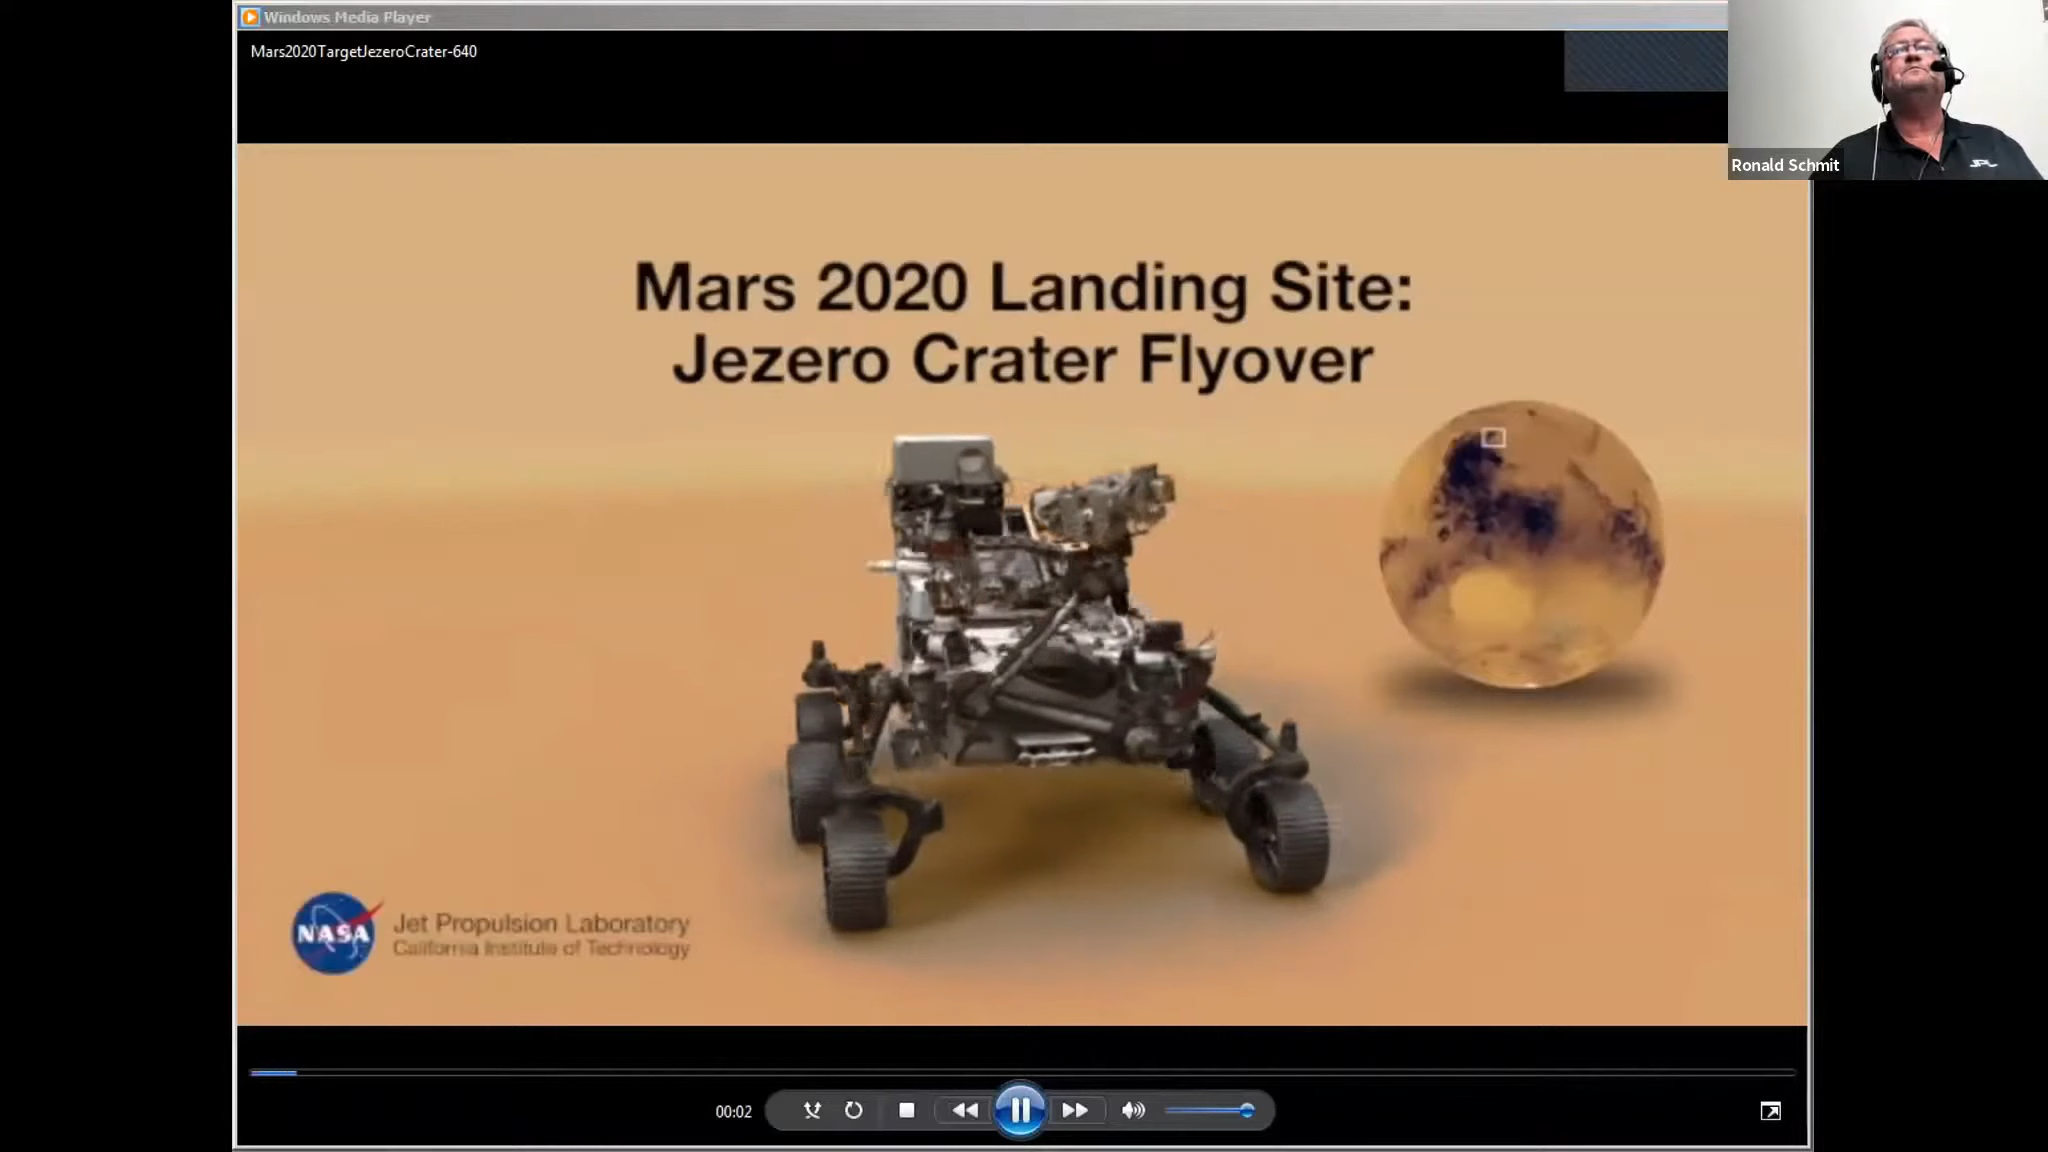 Windows Media Player
Mars2020TargetJezeroCrater-640
Ronald Schmit
Mars 2020 Landing Site:
Jezero Crater Flyover
NASA
Jet Propulsion Laboratory
California Institute of Technology
00:02
JPL